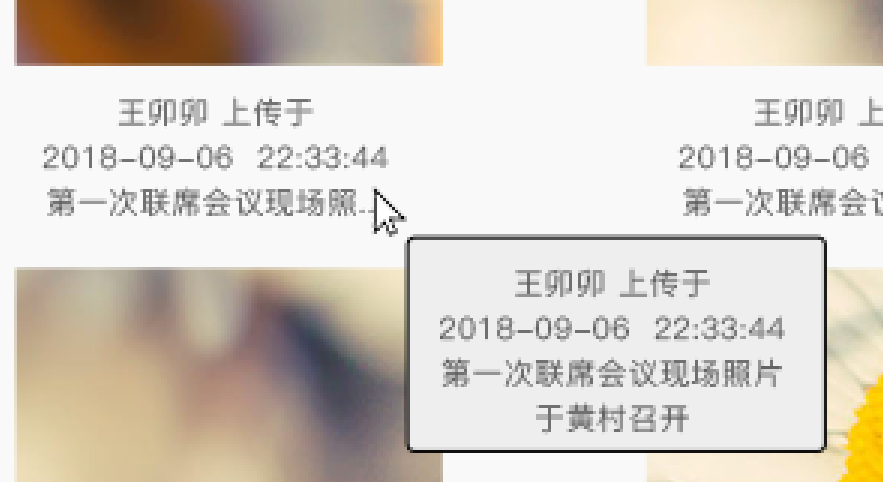 王卯卯 上传于
2018-09-06 22:33:44
第一次联席会议现场照...
王卯卯 上
2018-09-06
第一次联席会议
王卯卯 上传于
2018-09-06 22:33:44
第一次联席会议现场照片
于黄村召开